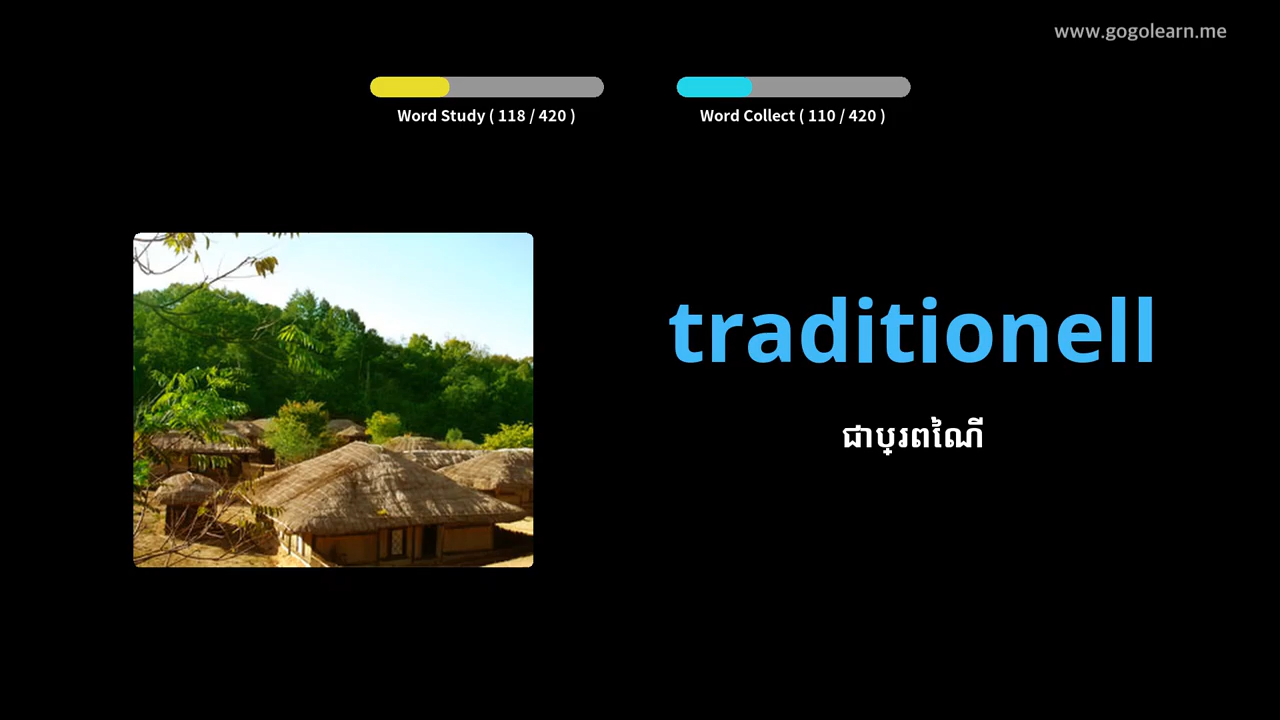 www.gogolearn.me
Word Study ( 118 / 420 )
Word Collect ( 110 / 420 )
traditionell
ជាប្រពៃណី